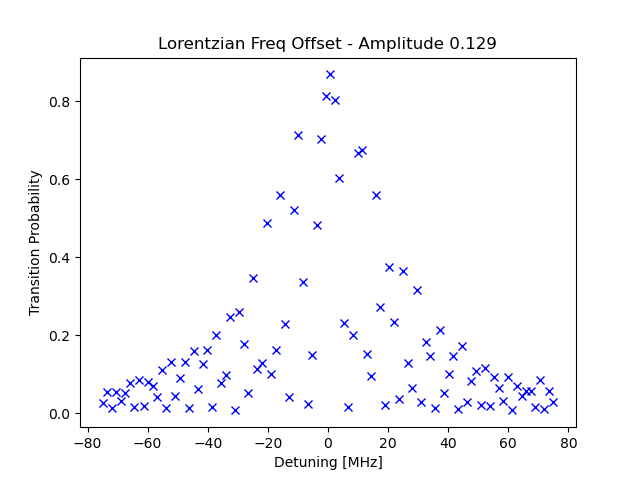 Lorentzian Freq Offset - Amplitude 0.129
Transition Probability
0.8
0.6
0.4
0.2
0.0
−80 −60 −40 −20 0 20 40 60 80
Detuning [MHz]